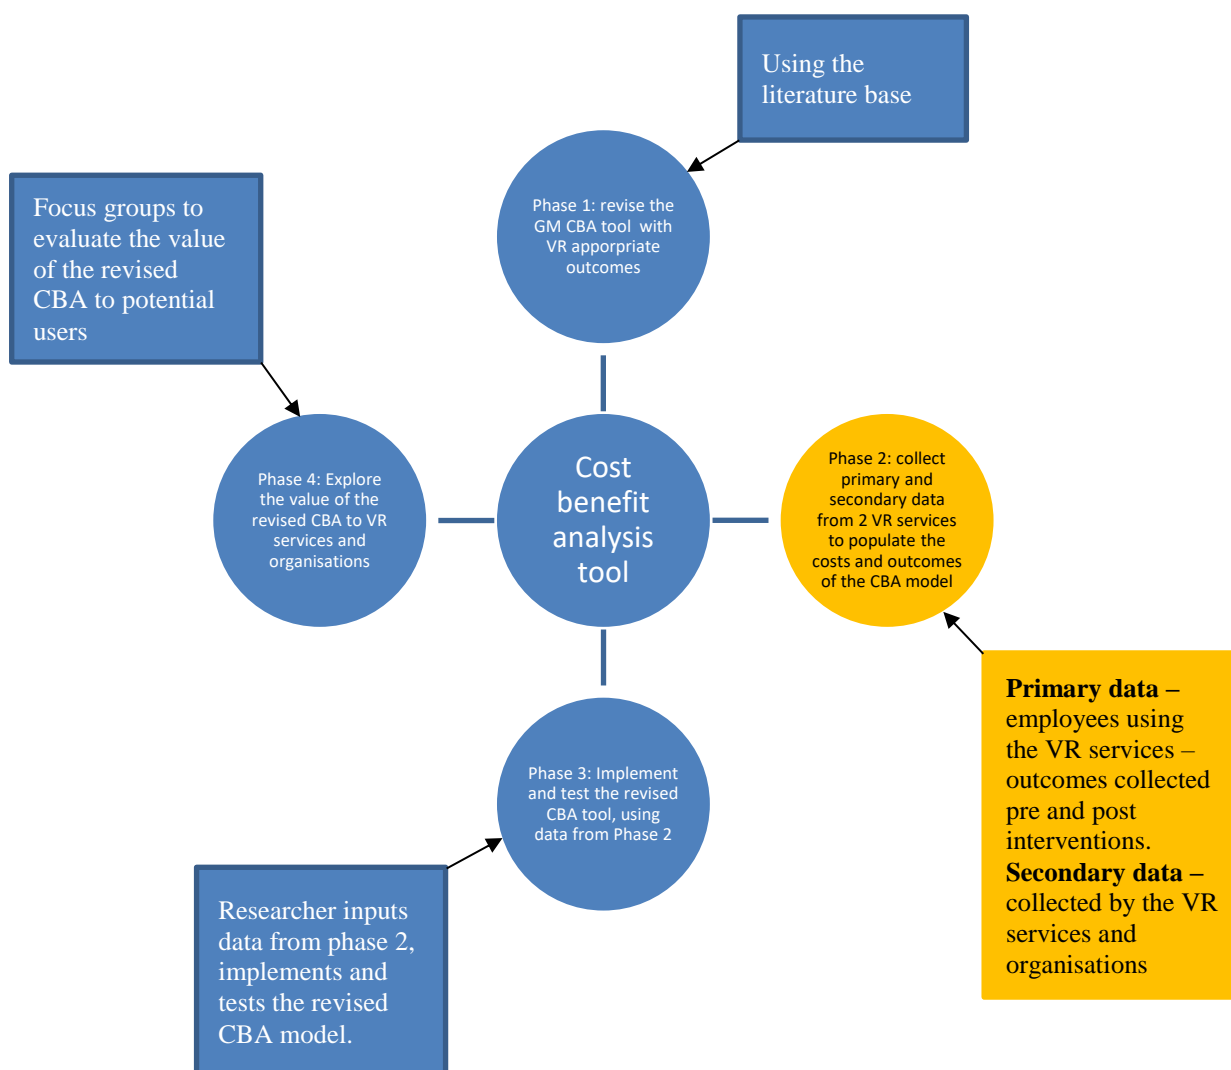 Using the
literature base
Phase 1: revise the
GM CBA tool  with
VR apporpriate
outcomes
Focus groups to
evaluate the value
of the revised
CBA to potential
users
Phase 4: Explore
the value of the
revised CBA to VR
services and
organisations
Cost
benefit
analysis
tool
Phase 2: collect
primary and
secondary data
from 2 VR services
to populate the
costs and outcomes
of the CBA model
Primary data –
employees using
the VR services –
outcomes collected
pre and post
interventions.
Secondary data –
collected by the VR
services and
organisations
Phase 3: Implement
and test the revised
CBA tool, using
data from Phase 2
Researcher inputs
data from phase 2,
implements and
tests the revised
CBA model.